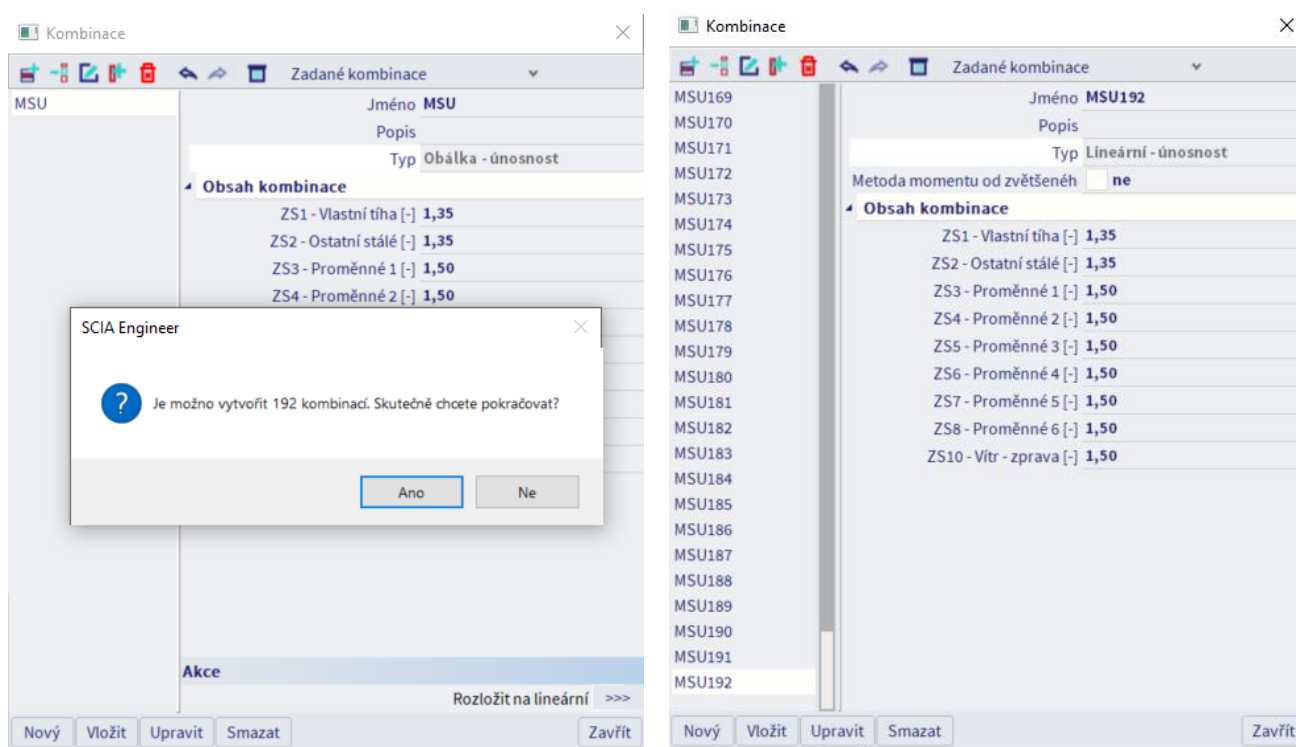 Kombinace
Zadané kombinace
MSU
Jméno MSU
Popis
Typ Obálka - únosnost
Obsah kombinace
ZS1 - Vlastní tíha [-] 1,35
ZS2 - Ostatní stálé [-] 1,35
ZS3 - Proměnné 1 [-] 1,50
ZS4 - Proměnné 2 [-] 1,50
SCIA Engineer
Je možno vytvořit 192 kombinací. Skutečně chcete pokračovat?
Ano Ne
Akce
Rozložit na lineární >>>
Nový Vložit Upravit Smazat Zavřít
Kombinace
Zadané kombinace
MSU169
MSU170
MSU171
MSU172
MSU173
MSU174
MSU175
MSU176
MSU177
MSU178
MSU179
MSU180
MSU181
MSU182
MSU183
MSU184
MSU185
MSU186
MSU187
MSU188
MSU189
MSU190
MSU191
MSU192
Jméno MSU192
Popis
Typ Lineární - únosnost
Metoda momentu od zvětšenéh ne
Obsah kombinace
ZS1 - Vlastní tíha [-] 1,35
ZS2 - Ostatní stálé [-] 1,35
ZS3 - Proměnné 1 [-] 1,50
ZS4 - Proměnné 2 [-] 1,50
ZS5 - Proměnné 3 [-] 1,50
ZS6 - Proměnné 4 [-] 1,50
ZS7 - Proměnné 5 [-] 1,50
ZS8 - Proměnné 6 [-] 1,50
ZS10 - Vítr - zprava [-] 1,50
Nový Vložit Upravit Smazat Zavřít